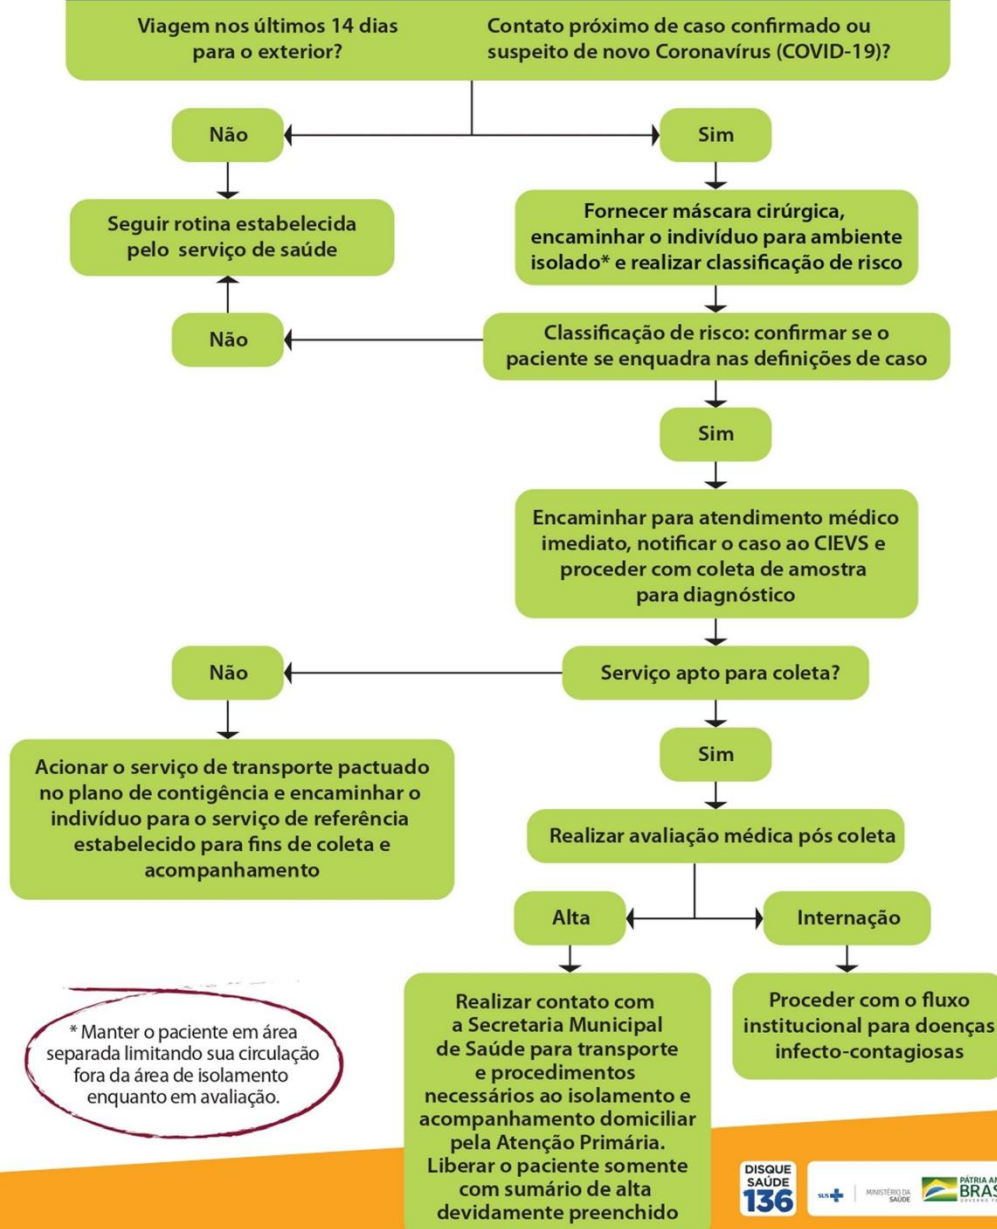 Viagem nos últimos 14 dias
para o exterior?
Contato próximo de caso confirmado ou
suspeito de novo Coronavírus (COVID-19)?
Não
Sim
Seguir rotina estabelecida
pelo serviço de saúde
Fornecer máscara cirúrgica,
encaminhar o indivíduo para ambiente
isolado* e realizar classificação de risco
Não
Classificação de risco: confirmar se o
paciente se enquadra nas definições de caso
Sim
Encaminhar para atendimento médico
imediato, notificar o caso ao CIEVS e
proceder com coleta de amostra
para diagnóstico
Não
Serviço apto para coleta?
Sim
Acionar o serviço de transporte pactuado
no plano de contigência e encaminhar o
indivíduo para o serviço de referência
estabelecido para fins de coleta e
acompanhamento
Realizar avaliação médica pós coleta
Alta
Internação
Realizar contato com
a Secretaria Municipal
de Saúde para transporte
e procedimentos
necessários ao isolamento e
acompanhamento domiciliar
pela Atenção Primária.
Liberar o paciente somente
com sumário de alta
devidamente preenchido
Proceder com o fluxo
institucional para doenças
infecto-contagiosas
* Manter o paciente em área
separada limitando sua circulação
fora da área de isolamento
enquanto em avaliação.
DISQUE
SAÚDE
136
SUS
MINISTÉRIO DA
SAÚDE
PÁTRIA AM
BRAS